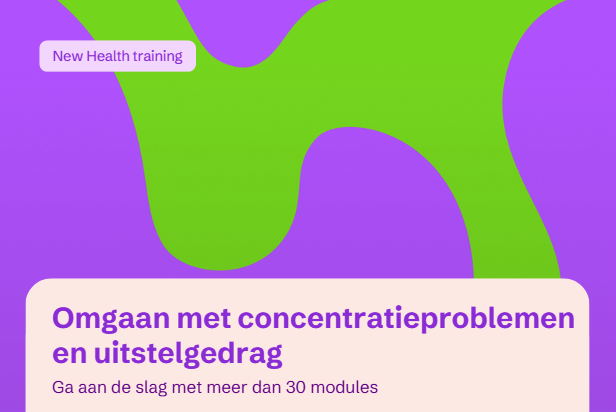 New Health training
Omgaan met concentratieproblemen
en uitstelgedrag
Ga aan de slag met meer dan 30 modules